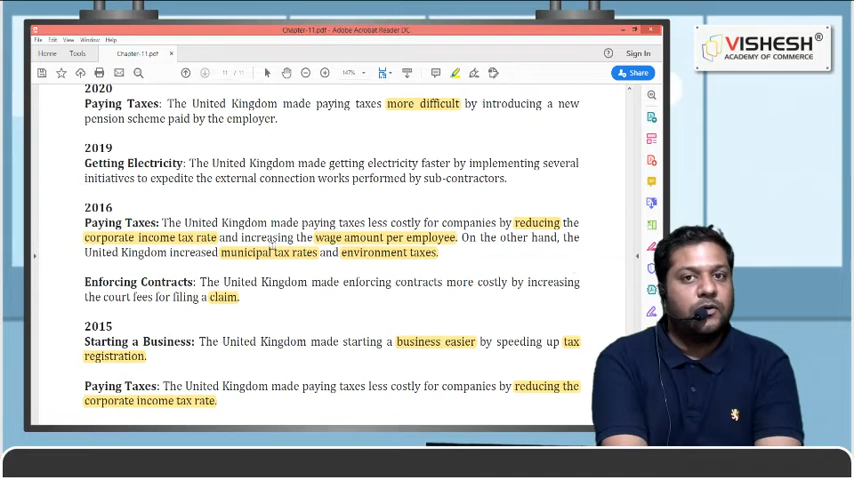 Chapter-11.pdf - Adobe Acrobat Reader DC
File Edit View Window Help
Home Tools Chapter-11.pdf × Sign In
11 / 11 147% Share
VISHESH®
ACADEMY OF COMMERCE
2020
Paying Taxes: The United Kingdom made paying taxes more difficult by introducing a new
pension scheme paid by the employer.
2019
Getting Electricity: The United Kingdom made getting electricity faster by implementing several
initiatives to expedite the external connection works performed by sub-contractors.
2016
Paying Taxes: The United Kingdom made paying taxes less costly for companies by reducing the
corporate income tax rate and increasing the wage amount per employee. On the other hand, the
United Kingdom increased municipal tax rates and environment taxes.
Enforcing Contracts: The United Kingdom made enforcing contracts more costly by increasing
the court fees for filing a claim.
2015
Starting a Business: The United Kingdom made starting a business easier by speeding up tax
registration.
Paying Taxes: The United Kingdom made paying taxes less costly for companies by reducing the
corporate income tax rate.